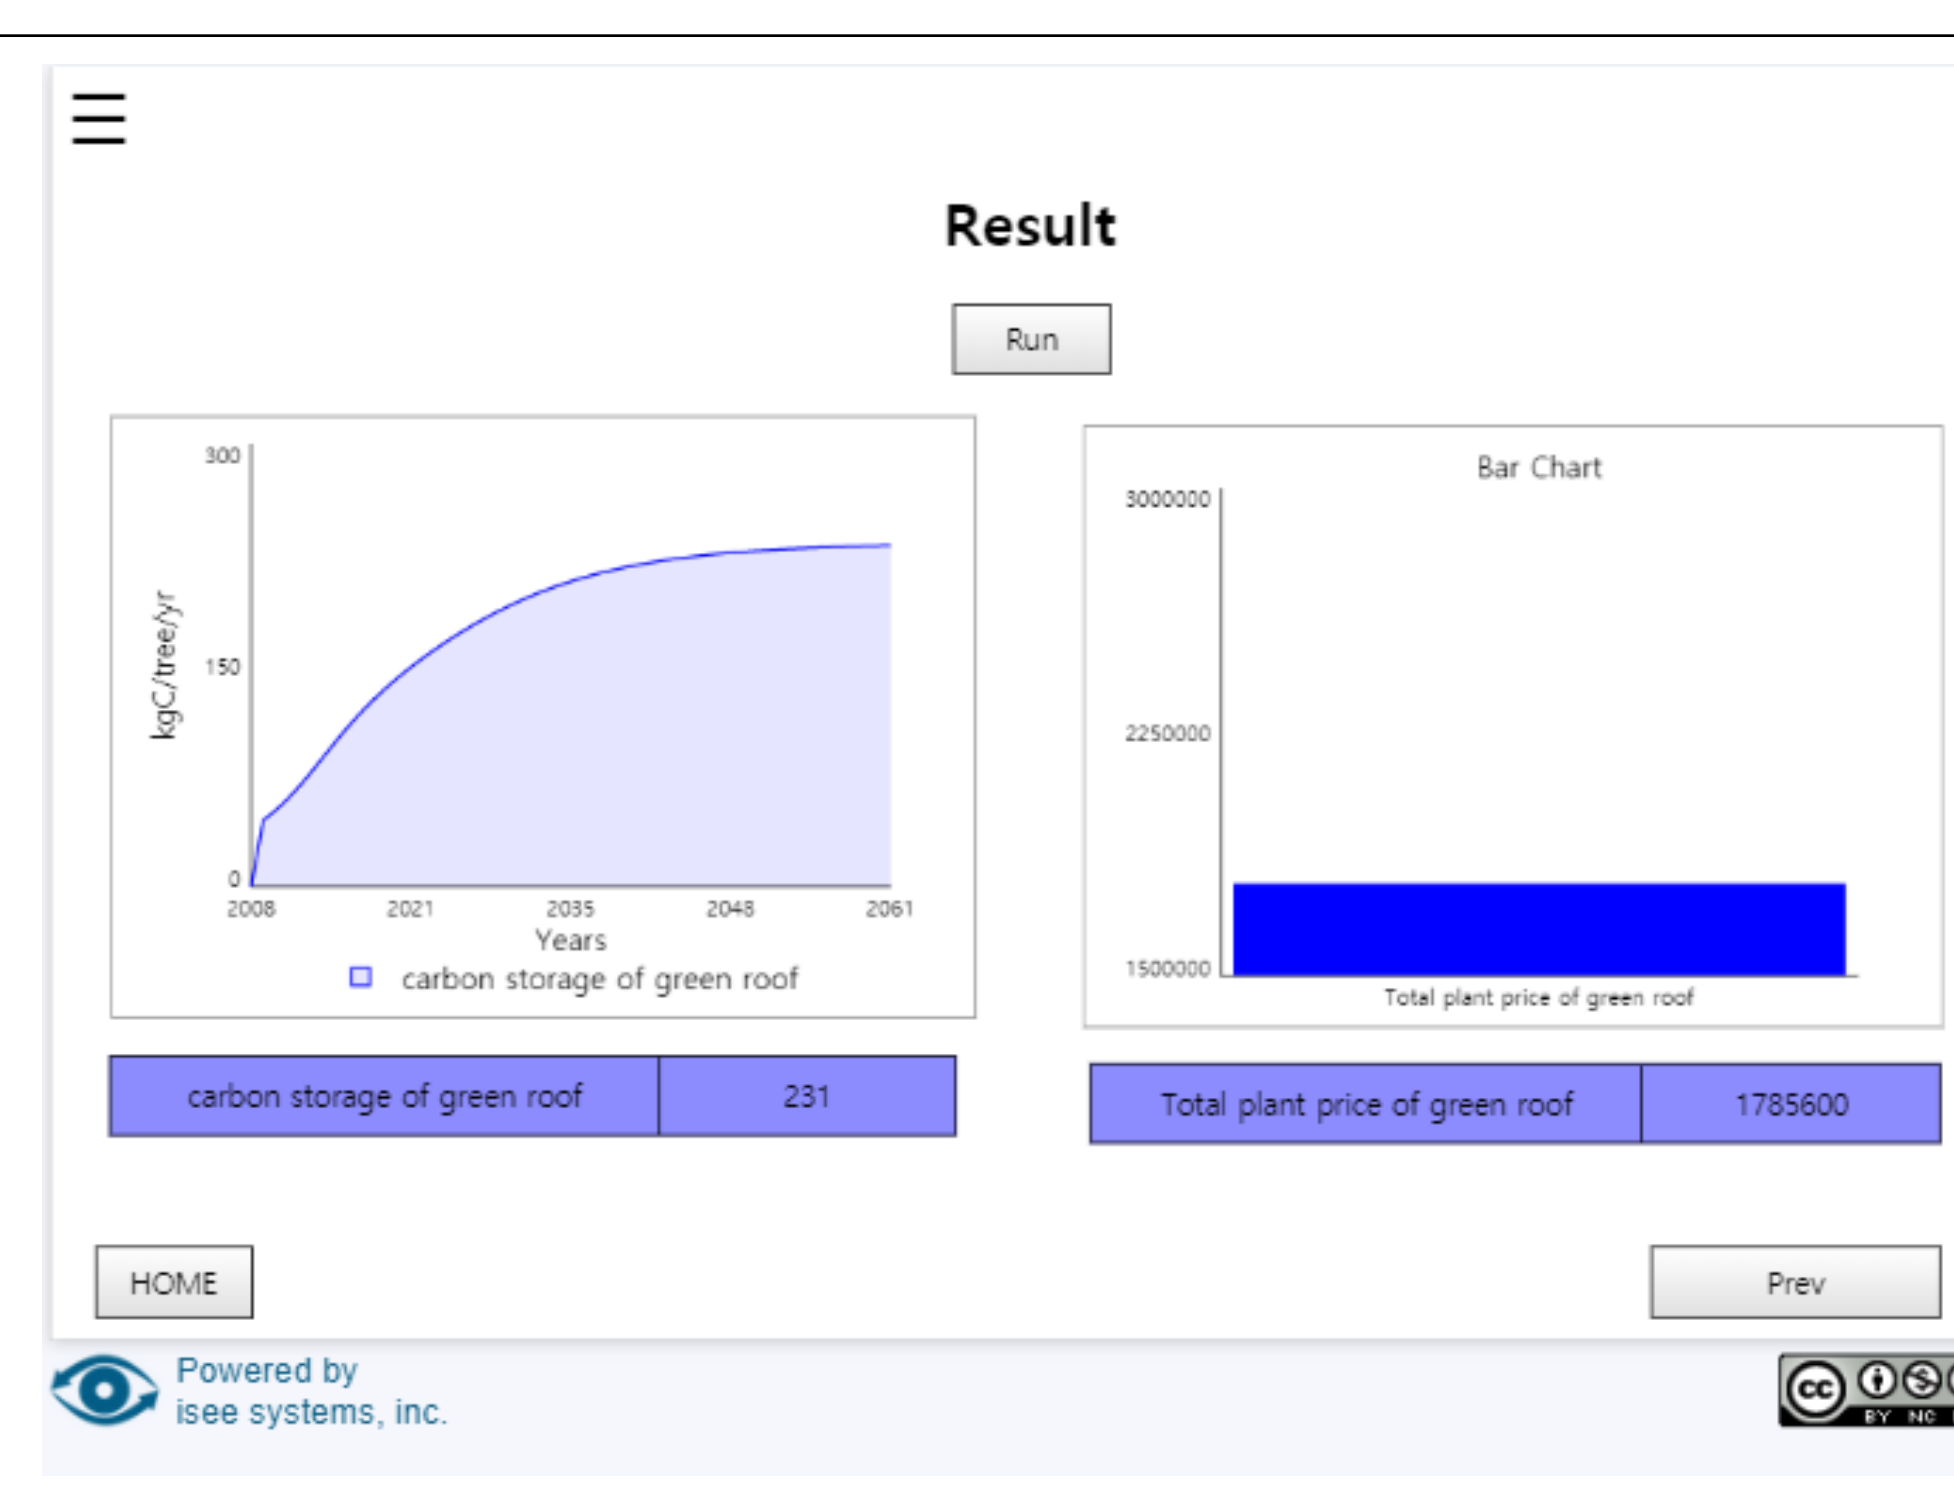 Result
Run
300
150
0
kgC/tree/yr
2008 2021 2035 2048 2061
Years
carbon storage of green roof
Bar Chart
3000000
2250000
1500000
Total plant price of green roof
carbon storage of green roof 231
Total plant price of green roof 1785600
HOME
Prev
Powered by
isee systems, inc.
cc
BY NC